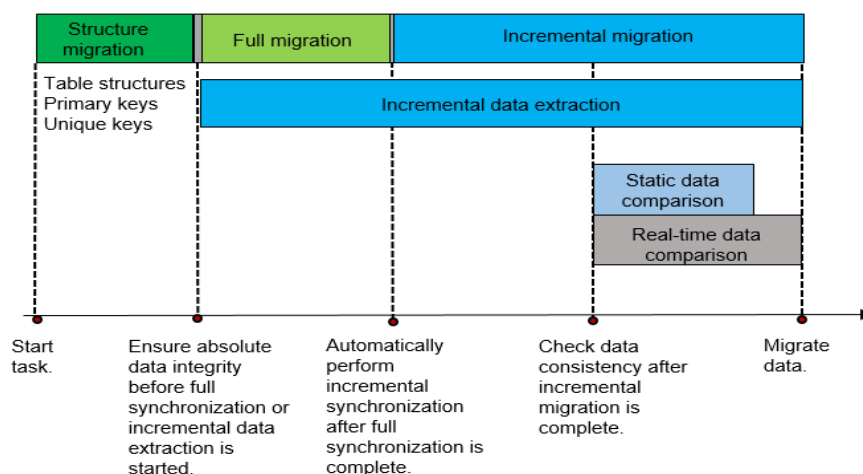 Structure
migration
Full migration
Incremental migration
Table structures
Primary keys
Unique keys
Incremental data extraction
Static data
comparison
Real-time data
comparison
Start
task.
Ensure absolute
data integrity
before full
synchronization or
incremental data
extraction is
started.
Automatically
perform
incremental
synchronization
after full
synchronization is
complete.
Check data
consistency after
incremental
migration is
complete.
Migrate
data.